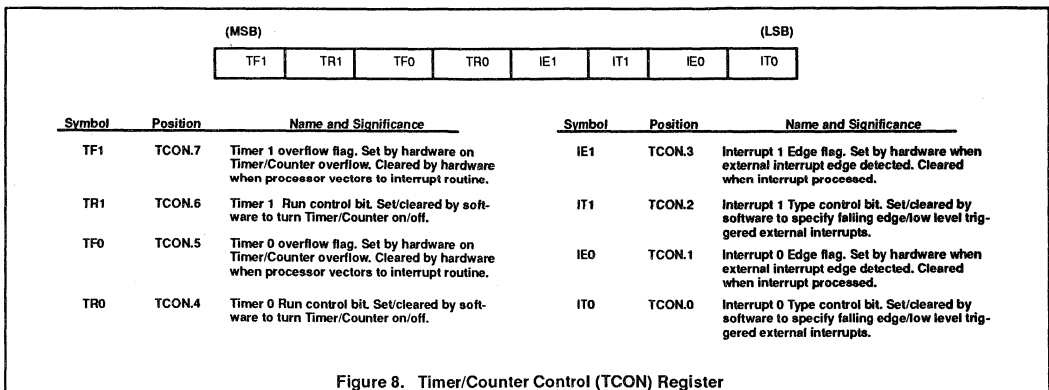 (MSB) (LSB)
TF1 TR1 TF0 TR0 IE1 IT1 IE0 IT0
Symbol Position Name and Significance
TF1 TCON.7 Timer 1 overflow flag. Set by hardware on
Timer/Counter overflow. Cleared by hardware
when processor vectors to interrupt routine.
TR1 TCON.6 Timer 1 Run control bit. Set/cleared by soft-
ware to turn Timer/Counter on/off.
TF0 TCON.5 Timer 0 overflow flag. Set by hardware on
Timer/Counter overflow. Cleared by hardware
when processor vectors to interrupt routine.
TR0 TCON.4 Timer 0 Run control bit. Set/cleared by soft-
ware to turn Timer/Counter on/off.
Symbol Position Name and Significance
IE1 TCON.3 Interrupt 1 Edge flag. Set by hardware when
external interrupt edge detected. Cleared
when interrupt processed.
IT1 TCON.2 Interrupt 1 Type control bit. Set/cleared by
software to specify falling edge/low level trig-
gered external interrupts.
IE0 TCON.1 Interrupt 0 Edge flag. Set by hardware when
external interrupt edge detected. Cleared
when interrupt processed.
IT0 TCON.0 Interrupt 0 Type control bit. Set/cleared by
software to specify falling edge/low level trig-
gered external interrupts.
Figure 8. Timer/Counter Control (TCON) Register